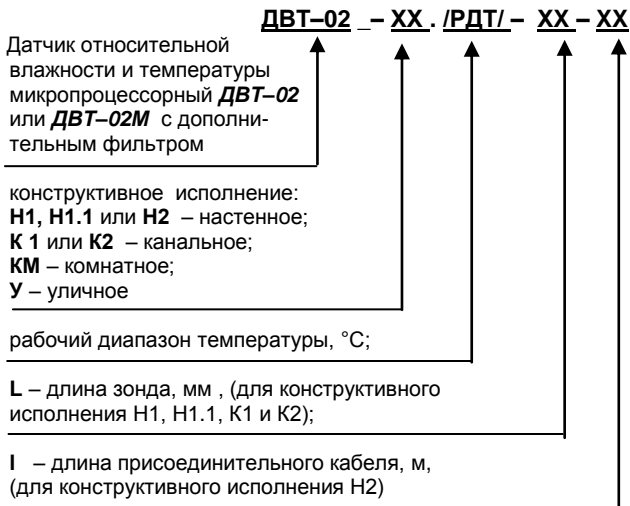 ДВТ–02 _– ХХ . /РДТ/ – ХХ – ХХ
Датчик относительной
влажности и температуры
микропроцессорный ДВТ–02
или ДВТ–02М с дополни-
тельным фильтром
конструктивное исполнение:
Н1, Н1.1 или Н2 – настенное;
К 1 или К2 – канальное;
КМ – комнатное;
У – уличное
рабочий диапазон температуры, °С;
L – длина зонда, мм , (для конструктивного
исполнения Н1, Н1.1, К1 и К2);
l – длина присоединительного кабеля, м,
(для конструктивного исполнения Н2)